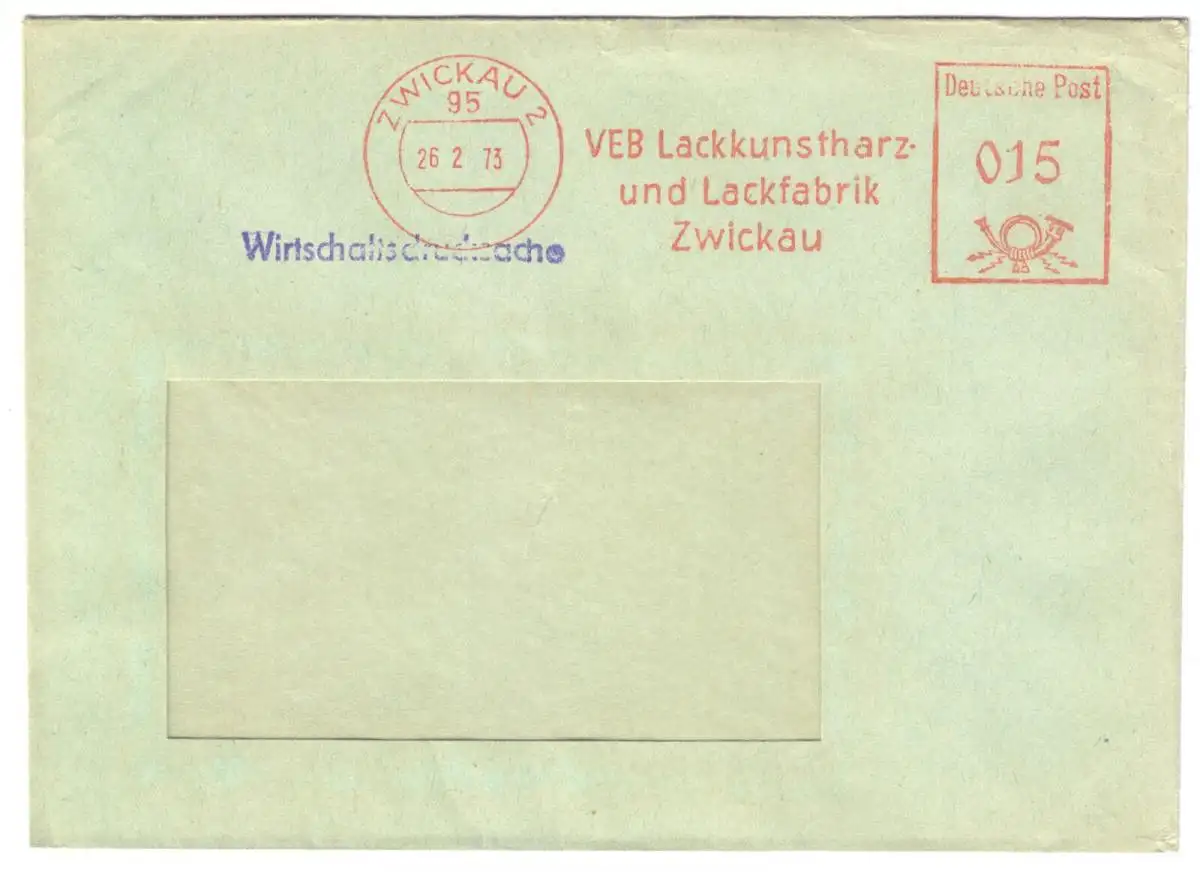 ZWICKAU 2
95
26 2 73
VEB Lackkunstharz-
und Lackfabrik
Zwickau
Deutsche Post
015
Wirtschaftsdrucksache